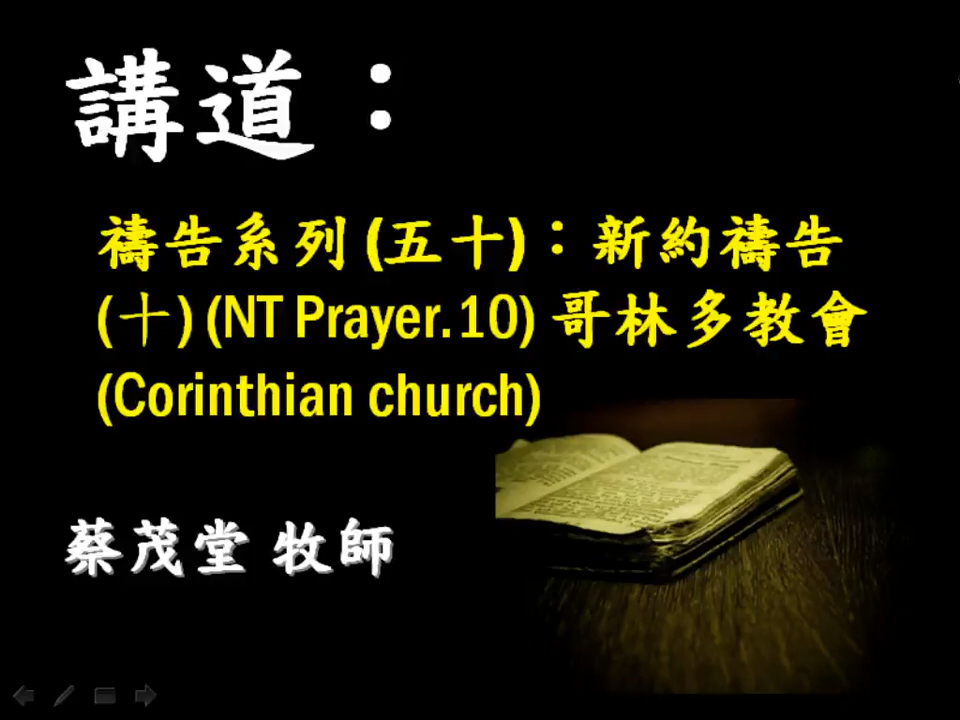 講道：
禱告系列 (五十)：新約禱告
(十) (NT Prayer.10) 哥林多教會
(Corinthian church)
蔡茂堂 牧師